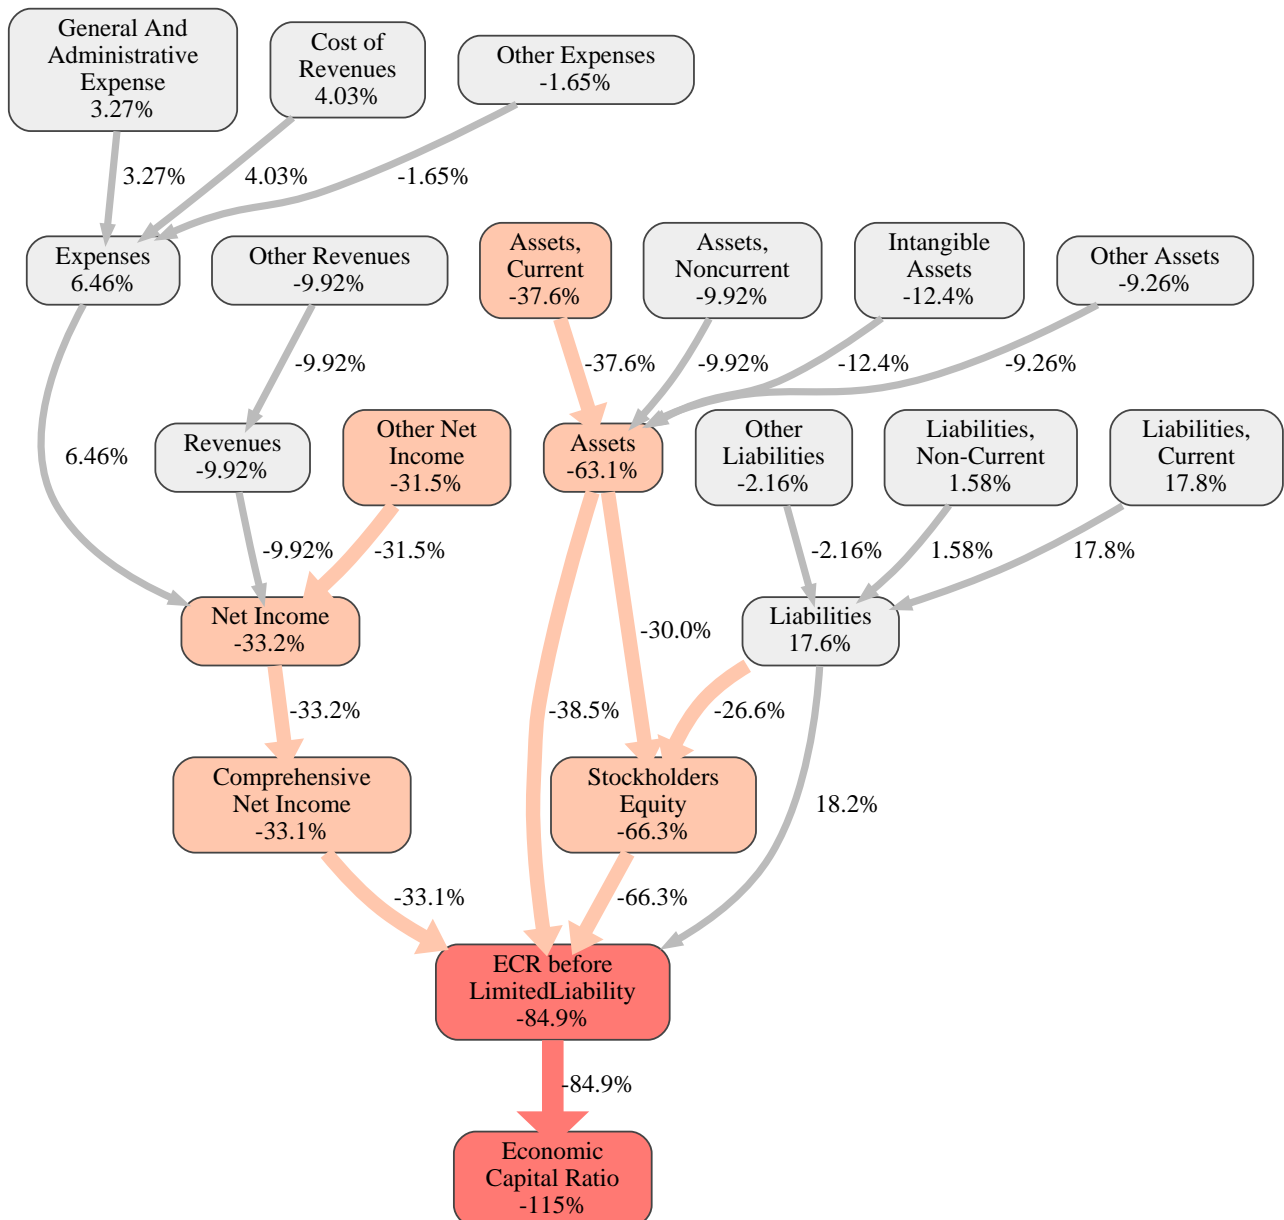 General And
Administrative
Expense
3.27%
Cost of
Revenues
4.03%
Other Expenses
-1.65%
3.27%
4.03%
-1.65%
Expenses
6.46%
Other Revenues
-9.92%
Assets,
Current
-37.6%
Assets,
Noncurrent
-9.92%
Intangible
Assets
-12.4%
Other Assets
-9.26%
-9.92%
-37.6%
-9.92%
-12.4%
-9.26%
6.46%
Revenues
-9.92%
Other Net
Income
-31.5%
Assets
-63.1%
Other
Liabilities
-2.16%
Liabilities,
Non-Current
1.58%
Liabilities,
Current
17.8%
-9.92%
-31.5%
-2.16%
1.58%
17.8%
Net Income
-33.2%
-30.0%
Liabilities
17.6%
-33.2%
-38.5%
-26.6%
Comprehensive
Net Income
-33.1%
Stockholders
Equity
-66.3%
18.2%
-33.1%
-66.3%
ECR before
LimitedLiability
-84.9%
-84.9%
Economic
Capital Ratio
-115%